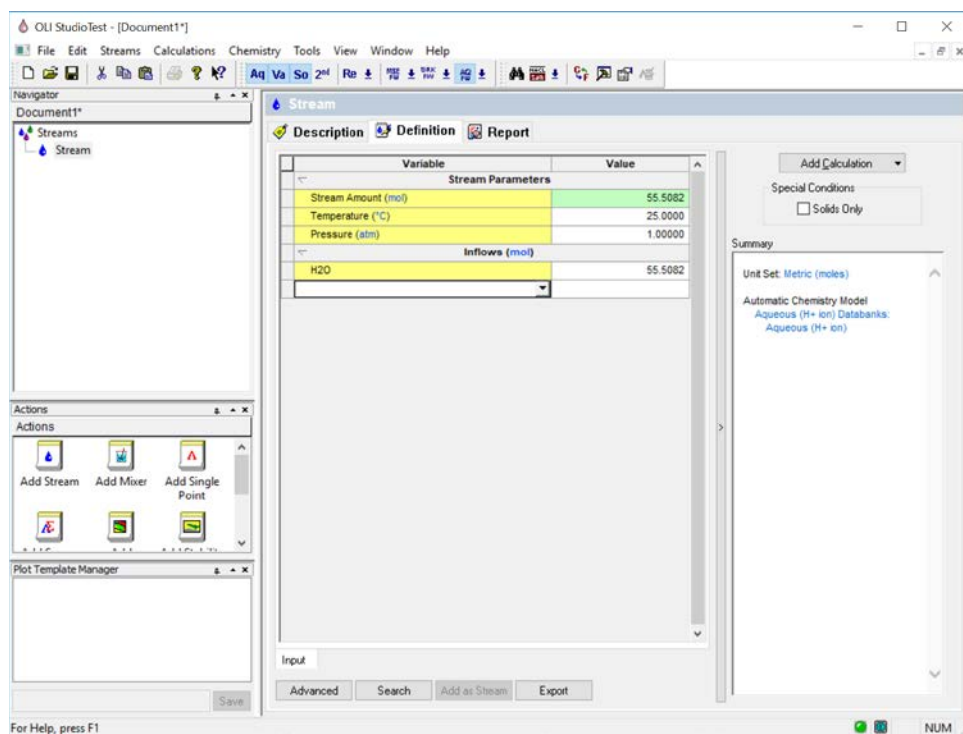 OLI StudioTest - [Document1*]
File Edit Streams Calculations Chemistry Tools View Window Help
Aq Va So 2nd Re
Navigator
Document1*
Streams
Stream
Actions
Actions
Add Stream Add Mixer Add Single Point
Plot Template Manager
Save
Stream
Description Definition Report
Variable Value
Stream Parameters
Stream Amount (mol) 55.5082
Temperature (°C) 25.0000
Pressure (atm) 1.00000
Inflows (mol)
H2O 55.5082
Input
Advanced Search Add as Stream Export
Add Calculation
Special Conditions
Solids Only
Summary
Unit Set: Metric (moles)
Automatic Chemistry Model
Aqueous (H+ ion) Databanks:
Aqueous (H+ ion)
For Help, press F1
NUM